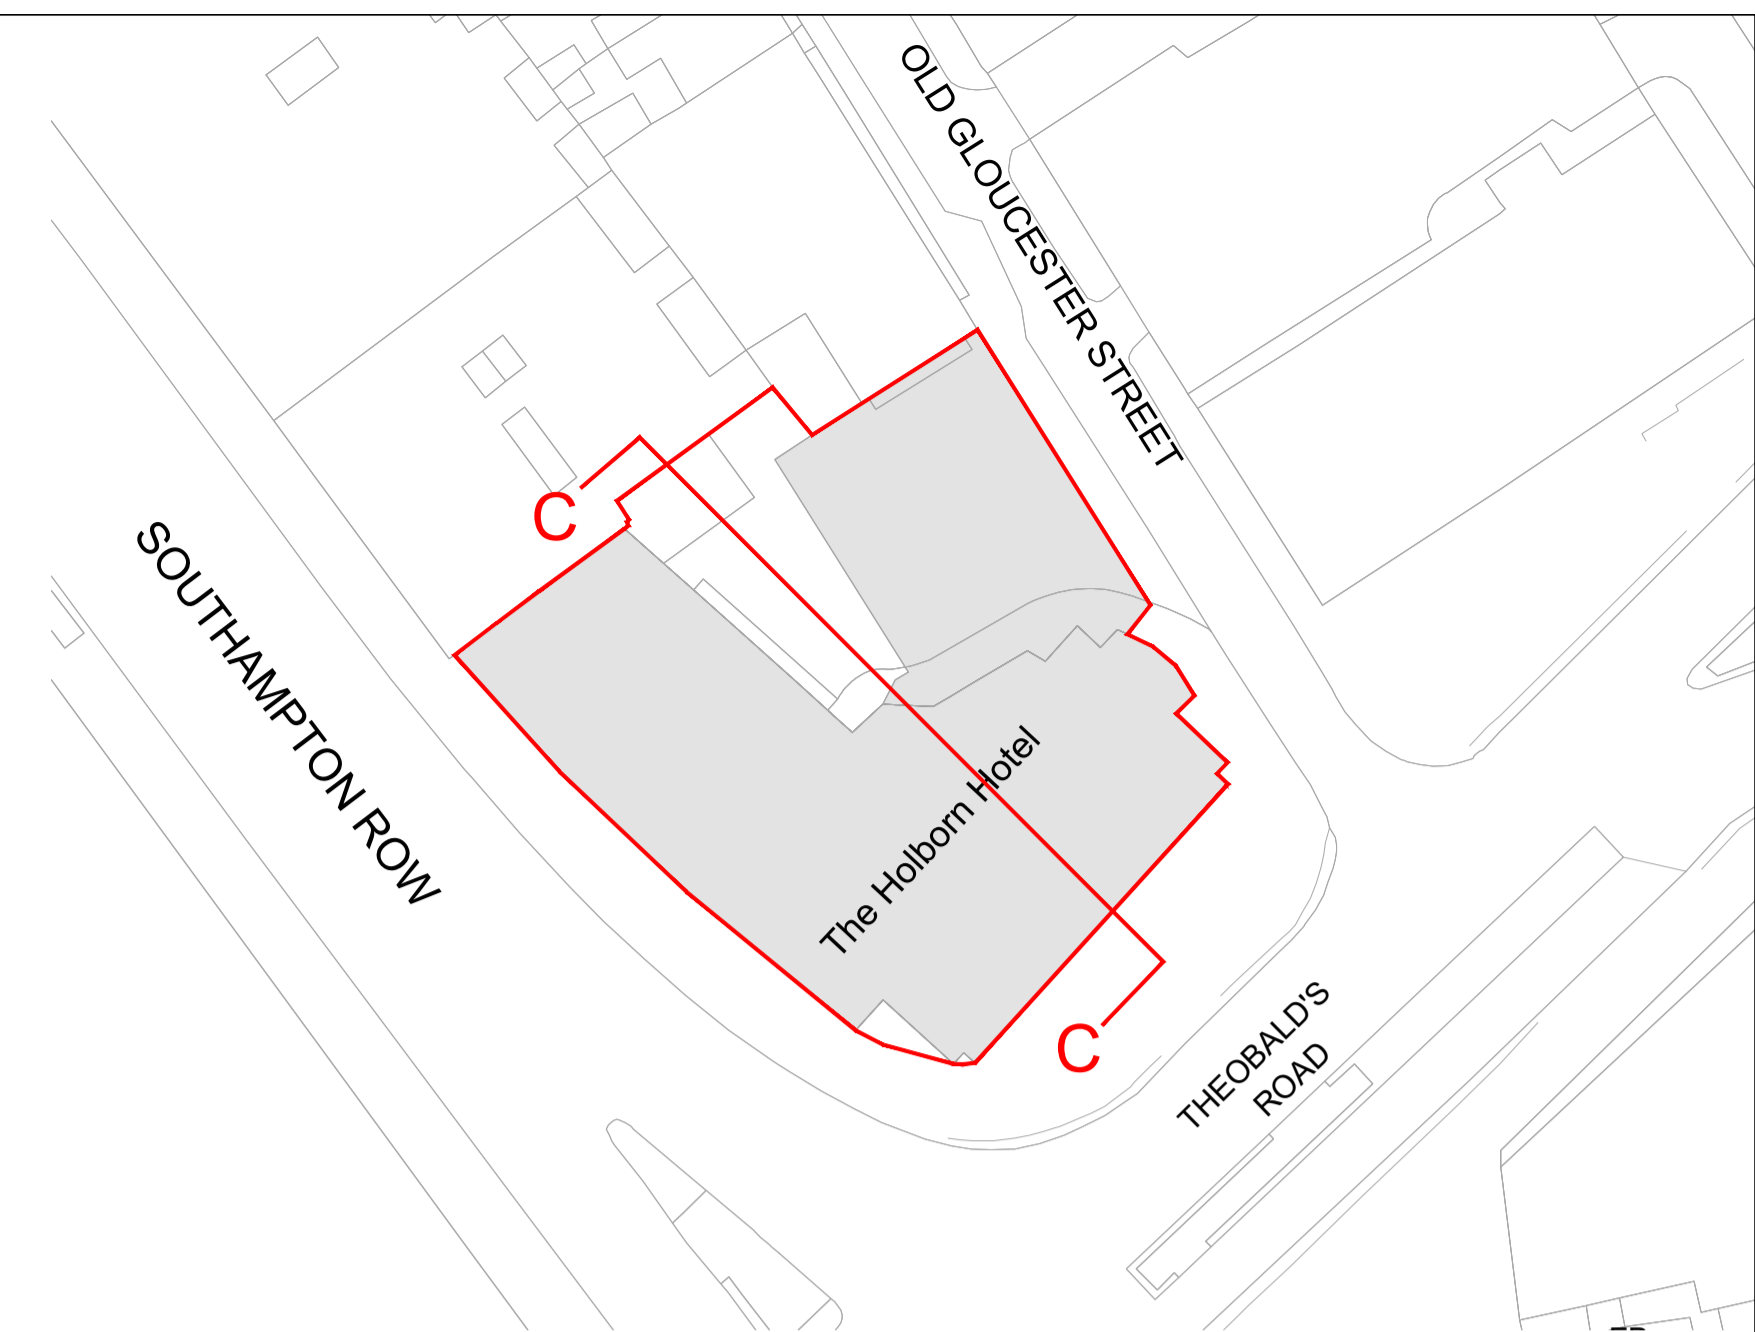 OLD GLOUCESTER STREET
C
SOUTHAMPTON ROW
The Holborn Hotel
C
THEOBALD'S
ROAD